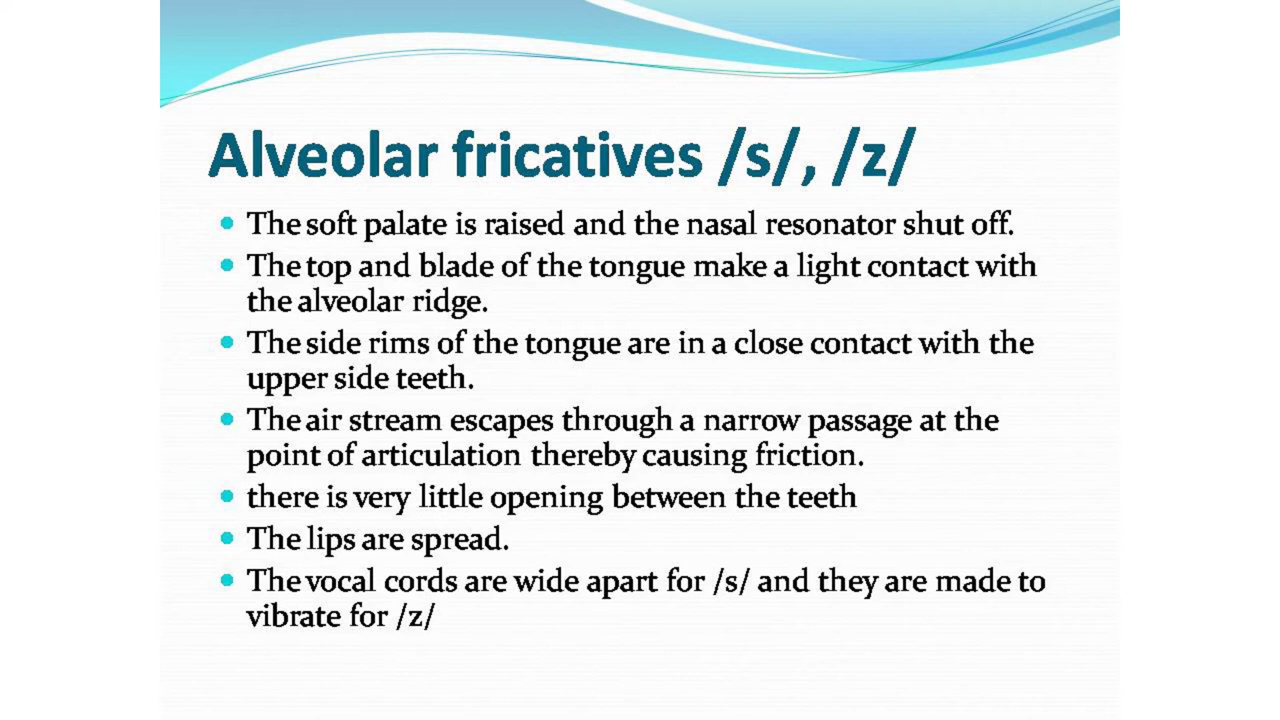 Alveolar fricatives /s/, /z/
• The soft palate is raised and the nasal resonator shut off.
• The top and blade of the tongue make a light contact with
the alveolar ridge.
• The side rims of the tongue are in a close contact with the
upper side teeth.
• The air stream escapes through a narrow passage at the
point of articulation thereby causing friction.
• there is very little opening between the teeth
• The lips are spread.
• The vocal cords are wide apart for /s/ and they are made to
vibrate for /z/